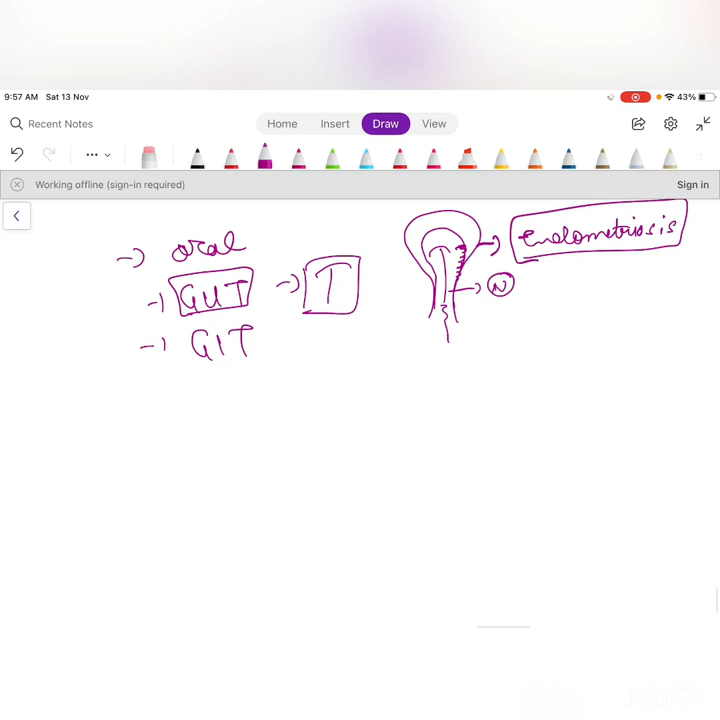 9:57 AM Sat 13 Nov
43%
Recent Notes
Home Insert Draw View
Working offline (sign-in required)
Sign in
→ oral
→ GUT → T
→ GIT
→ Endometriosis
→ N